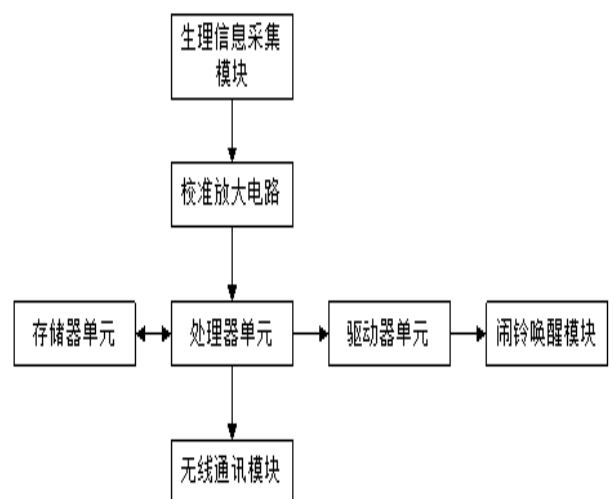 生理信息采集
模块
校准放大电路
存储器单元
处理器单元
驱动器单元
闹铃唤醒模块
无线通讯模块